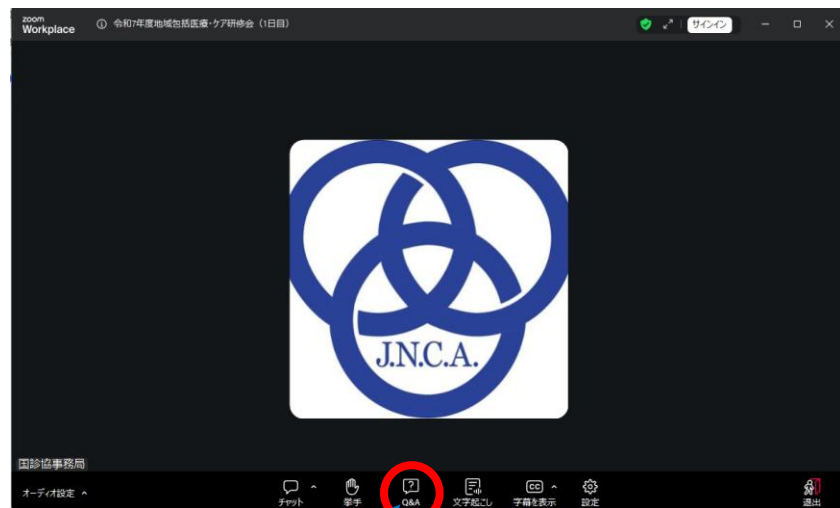 zoom
Workplace
令和7年度地域包括医療・ケア研修会（1日目）
サインイン
J.N.C.A.
国診協事務局
オーディオ設定
チャット
挙手
Q&A
文字起こし
CC
字幕を表示
設定
退出